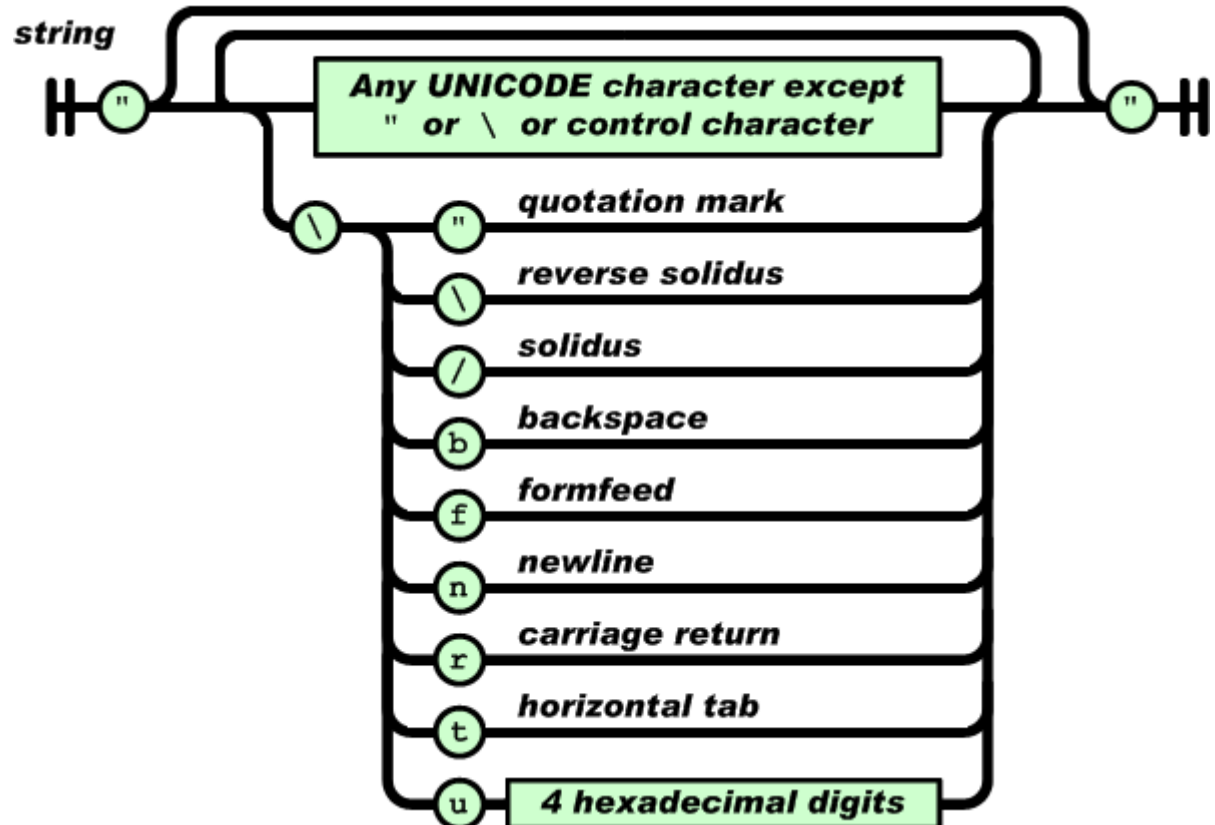 string
"
Any UNICODE character except
" or \ or control character
"
\
" quotation mark
\ reverse solidus
/ solidus
b backspace
f formfeed
n newline
r carriage return
t horizontal tab
u 4 hexadecimal digits